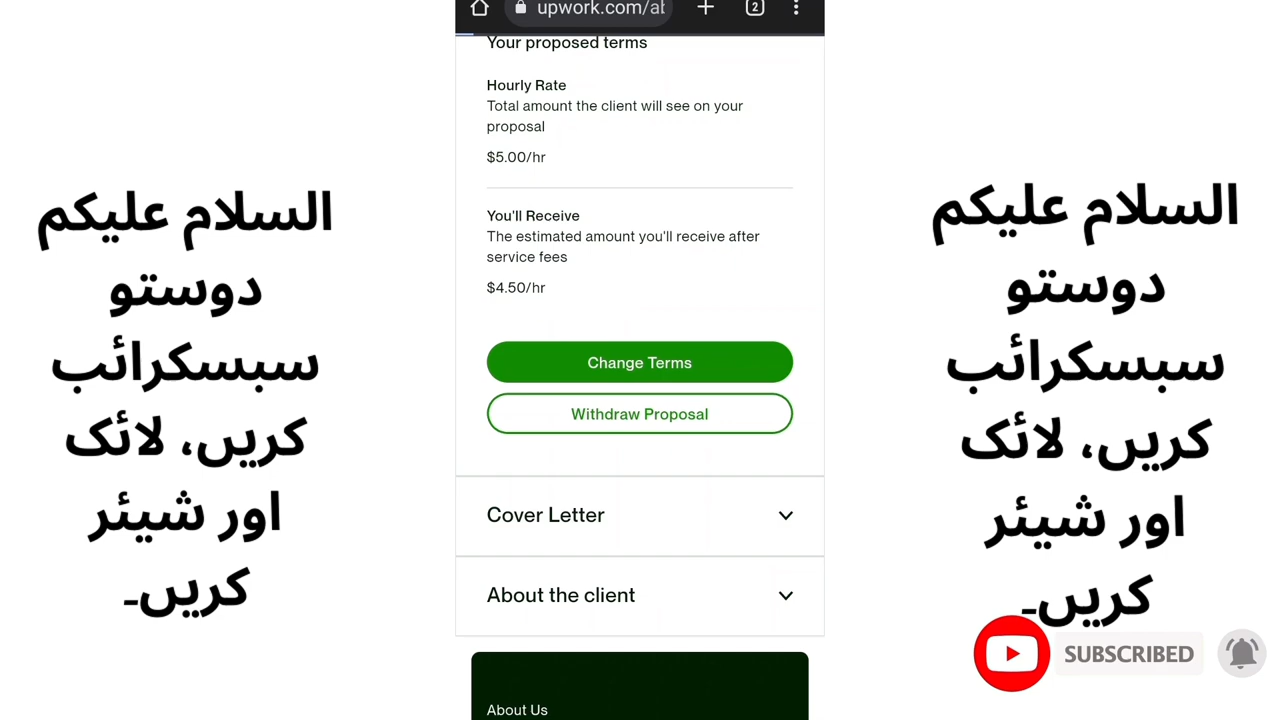 السلام علیکم
دوستو
سبسکرائب
کریں، لائک
اور شیئر
کریں۔
upwork.com/at
2
Your proposed terms
Hourly Rate
Total amount the client will see on your
proposal
$5.00/hr
You'll Receive
The estimated amount you'll receive after
service fees
$4.50/hr
Change Terms
Withdraw Proposal
Cover Letter
About the client
About Us
السلام علیکم
دوستو
سبسکرائب
کریں، لائک
اور شیئر
کریں۔
SUBSCRIBED